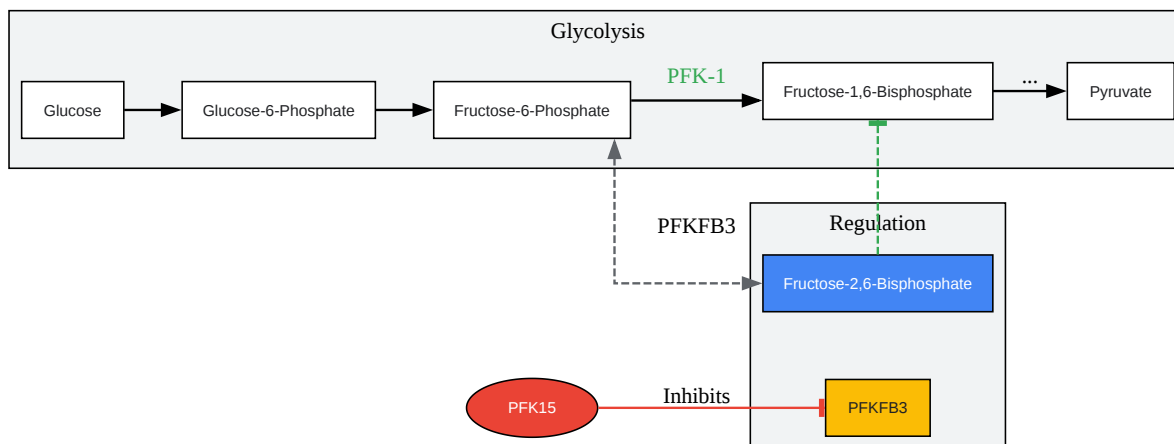 Glycolysis
PFK-1
...
Glucose
Glucose-6-Phosphate
Fructose-6-Phosphate
Fructose-1,6-Bisphosphate
Pyruvate
PFKFB3
Regulation
Fructose-2,6-Bisphosphate
PFK15
Inhibits
PFKFB3